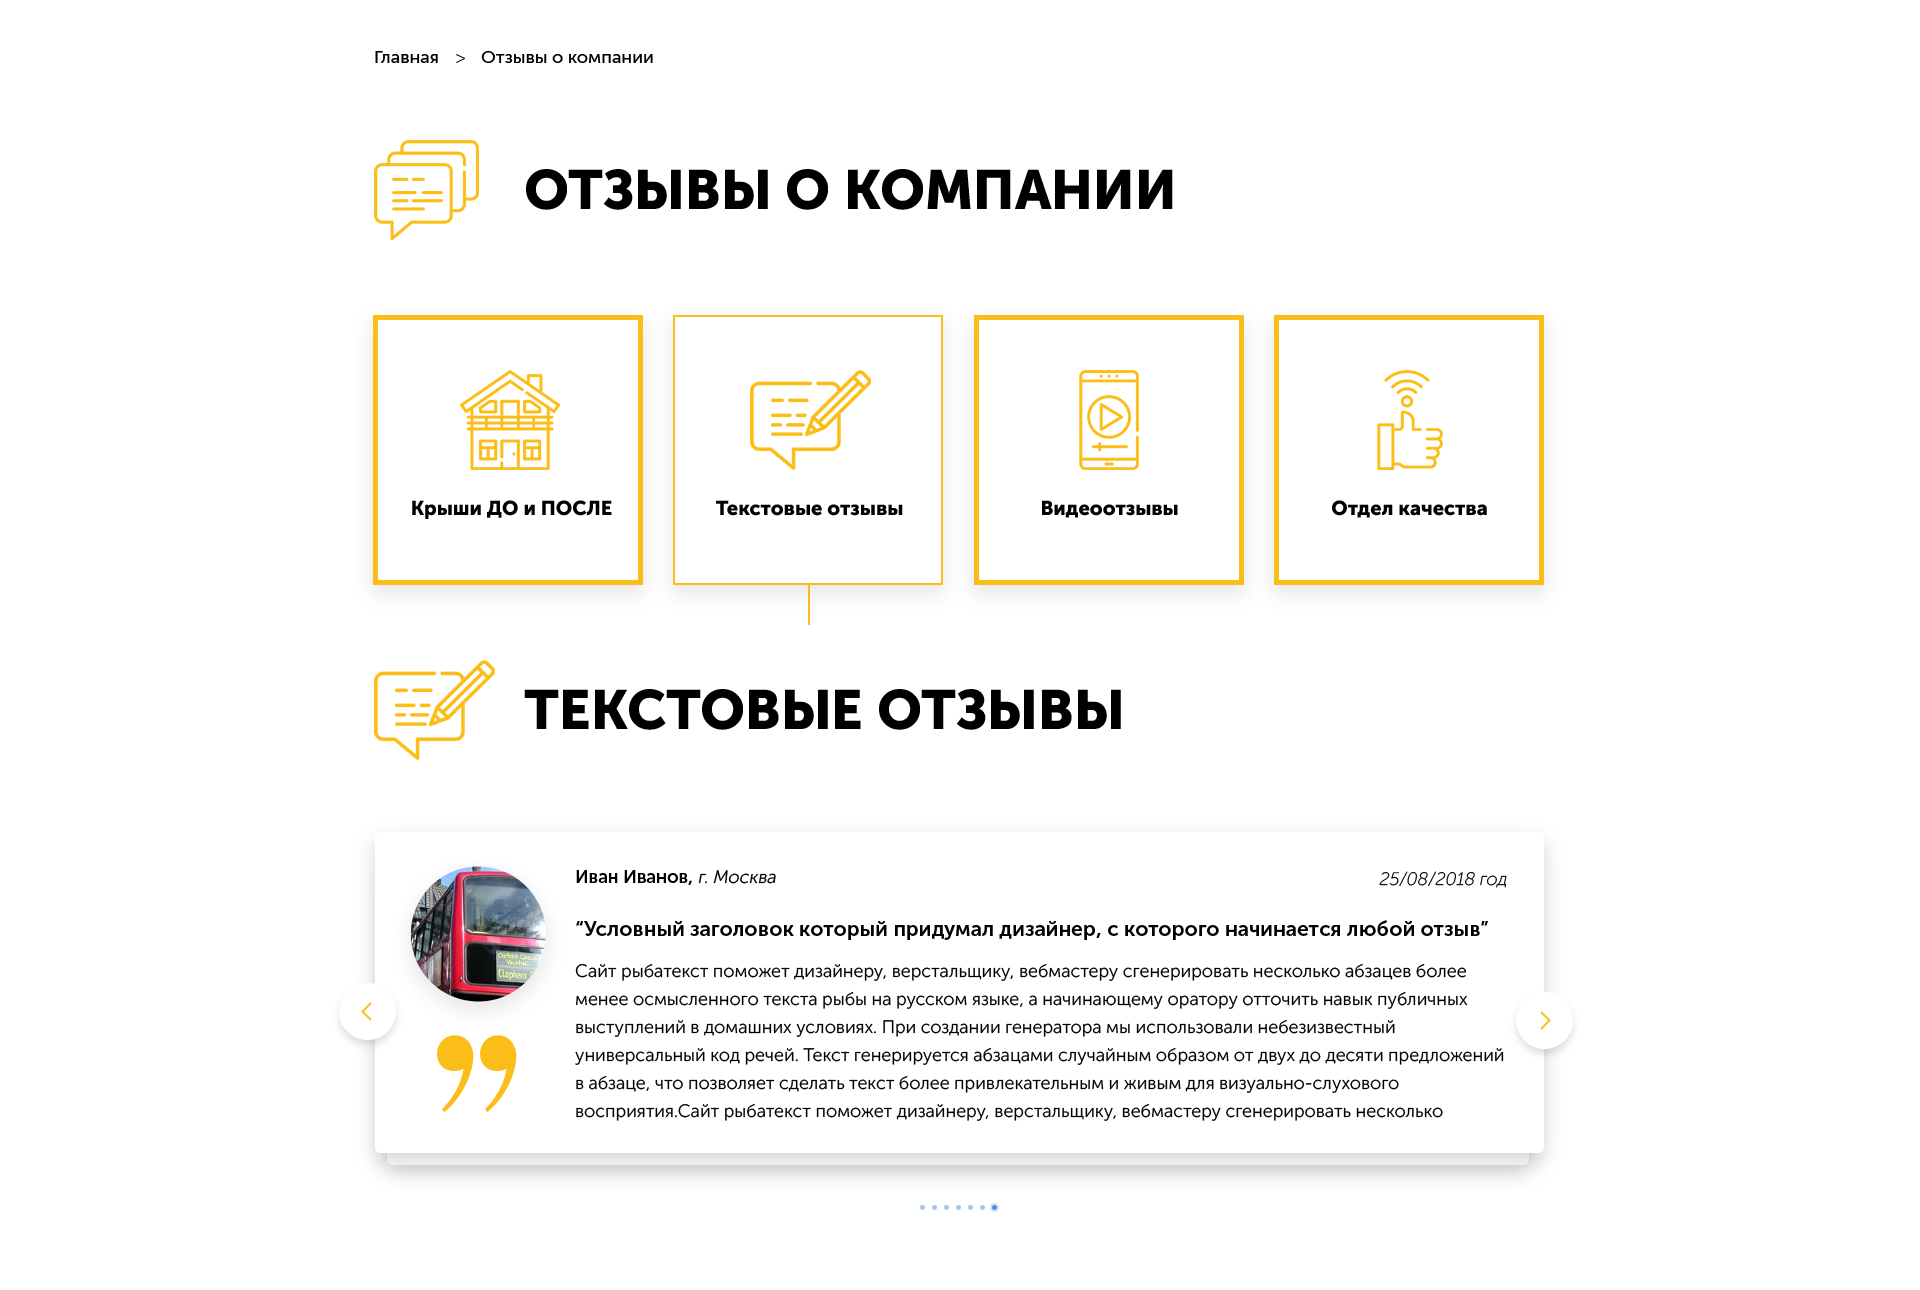 Главная > Отзывы о компании
ОТЗЫВЫ О КОМПАНИИ
Крыши ДО и ПОСЛЕ
Текстовые отзывы
Видеоотзывы
Отдел качества
ТЕКСТОВЫЕ ОТЗЫВЫ
Иван Иванов, г. Москва
25/08/2018 год
“Условный заголовок который придумал дизайнер, с которого начинается любой отзыв”
Сайт рыбатекст поможет дизайнеру, верстальщику, вебмастеру сгенерировать несколько абзацев более
менее осмысленного текста рыбы на русском языке, а начинающему оратору отточить навык публичных
выступлений в домашних условиях. При создании генератора мы использовали небезизвестный
универсальный код речей. Текст генерируется абзацами случайным образом от двух до десяти предложений
в абзаце, что позволяет сделать текст более привлекательным и живым для визуально-слухового
восприятия.Сайт рыбатекст поможет дизайнеру, верстальщику, вебмастеру сгенерировать несколько
Oxford Circus
Vauxhall
Clapham